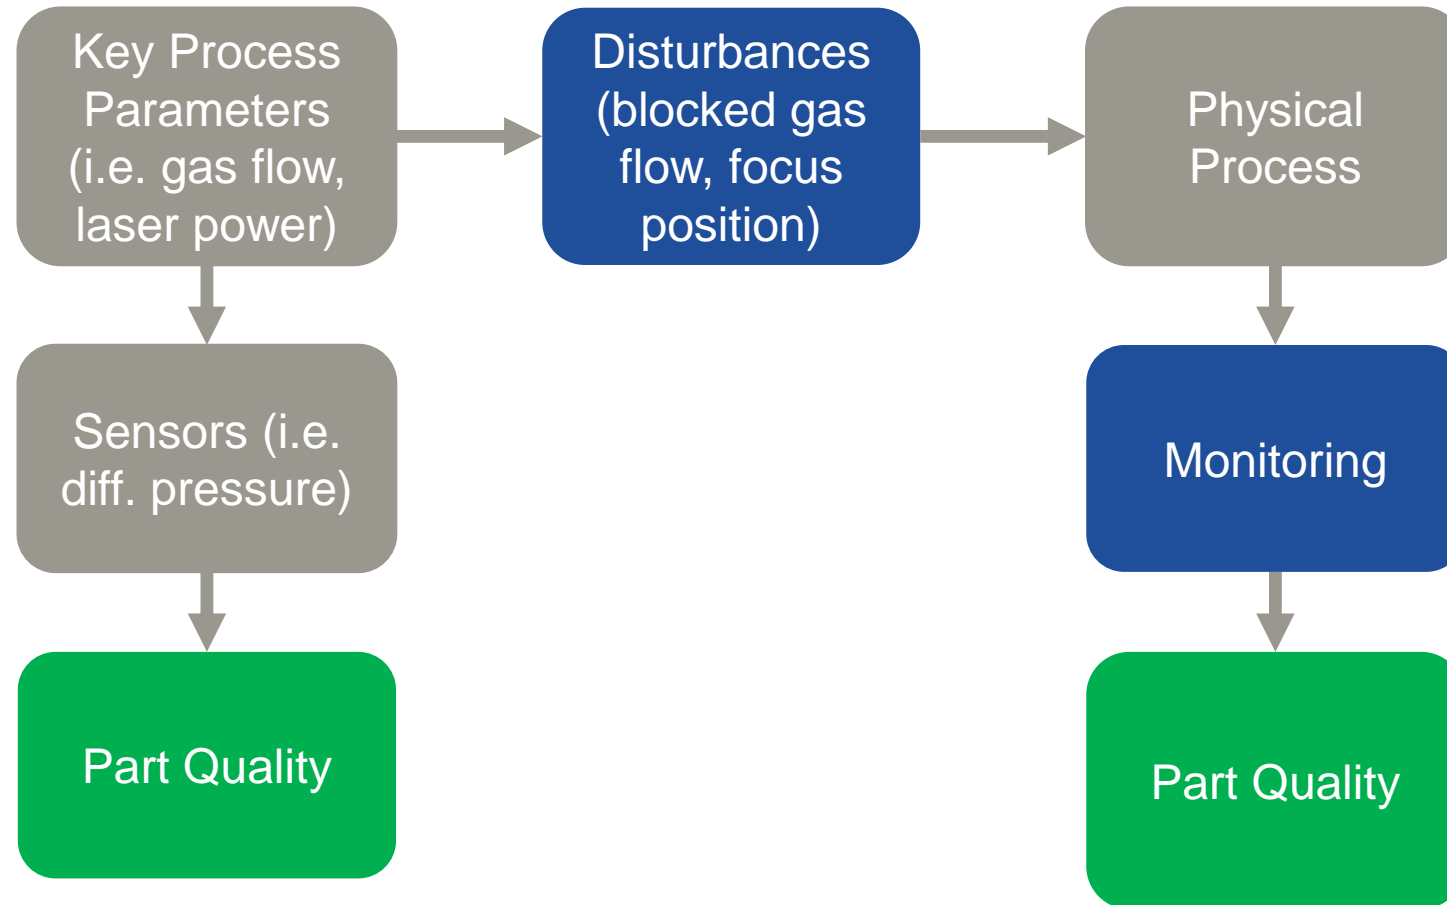 Key Process
Parameters
(i.e. gas flow,
laser power)
Disturbances
(blocked gas
flow, focus
position)
Physical
Process
Sensors (i.e.
diff. pressure)
Monitoring
Part Quality
Part Quality